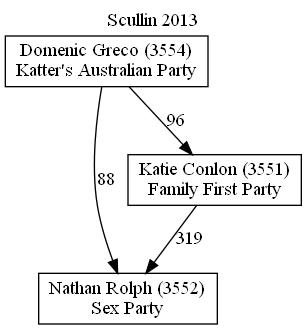 Scullin 2013
Domenic Greco (3554)
Katter's Australian Party
96
Katie Conlon (3551)
Family First Party
88
319
Nathan Rolph (3552)
Sex Party